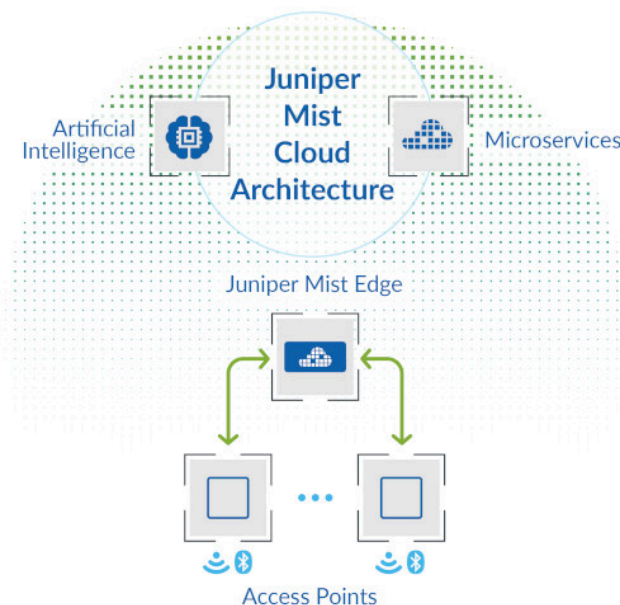 Juniper
Mist
Cloud
Architecture
Artificial
Intelligence
Microservices
Juniper Mist Edge
Access Points